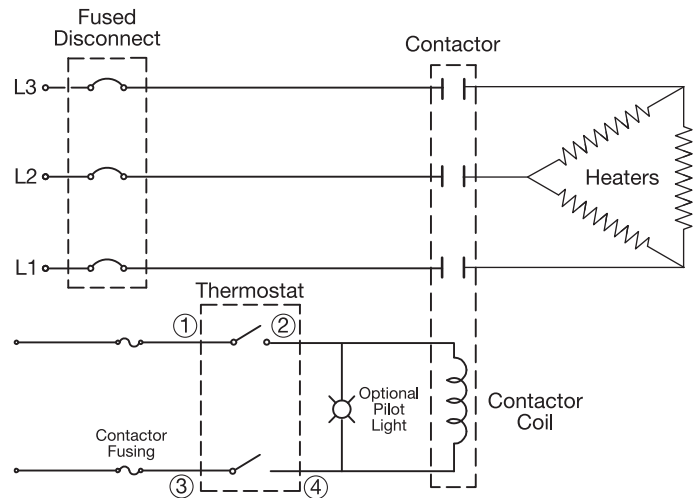 Fused
Disconnect
Contactor
L3
L2
Heaters
L1
Thermostat
① ②
Optional
Pilot
Light
Contactor
Coil
Contactor
Fusing
③ ④